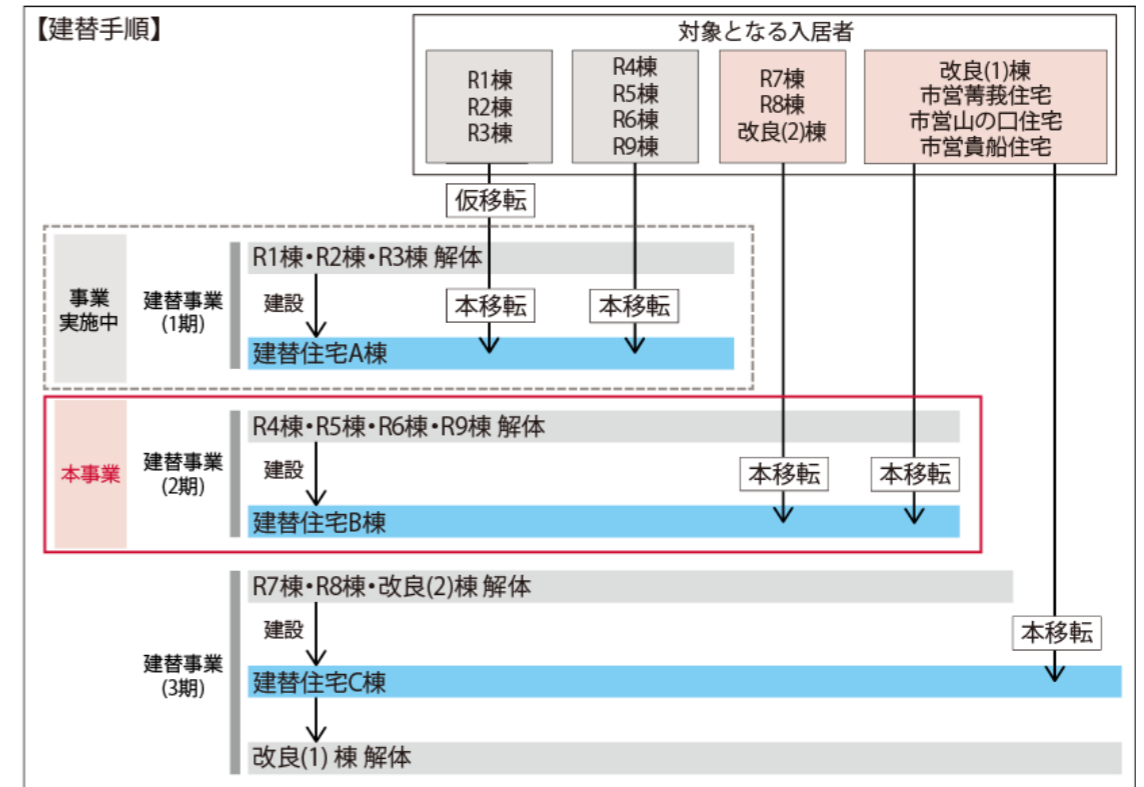 【建替手順】
対象となる入居者
R1棟
R2棟
R3棟
R4棟
R5棟
R6棟
R9棟
R7棟
R8棟
改良(2)棟
改良(1)棟
市営菁莪住宅
市営山の口住宅
市営貴船住宅
仮移転
事業
実施中
建替事業
(1期)
R1棟・R2棟・R3棟 解体
建設
本移転
本移転
建替住宅A棟
本事業
建替事業
(2期)
R4棟・R5棟・R6棟・R9棟 解体
建設
本移転
本移転
建替住宅B棟
建替事業
(3期)
R7棟・R8棟・改良(2)棟 解体
建設
本移転
建替住宅C棟
改良(1) 棟 解体